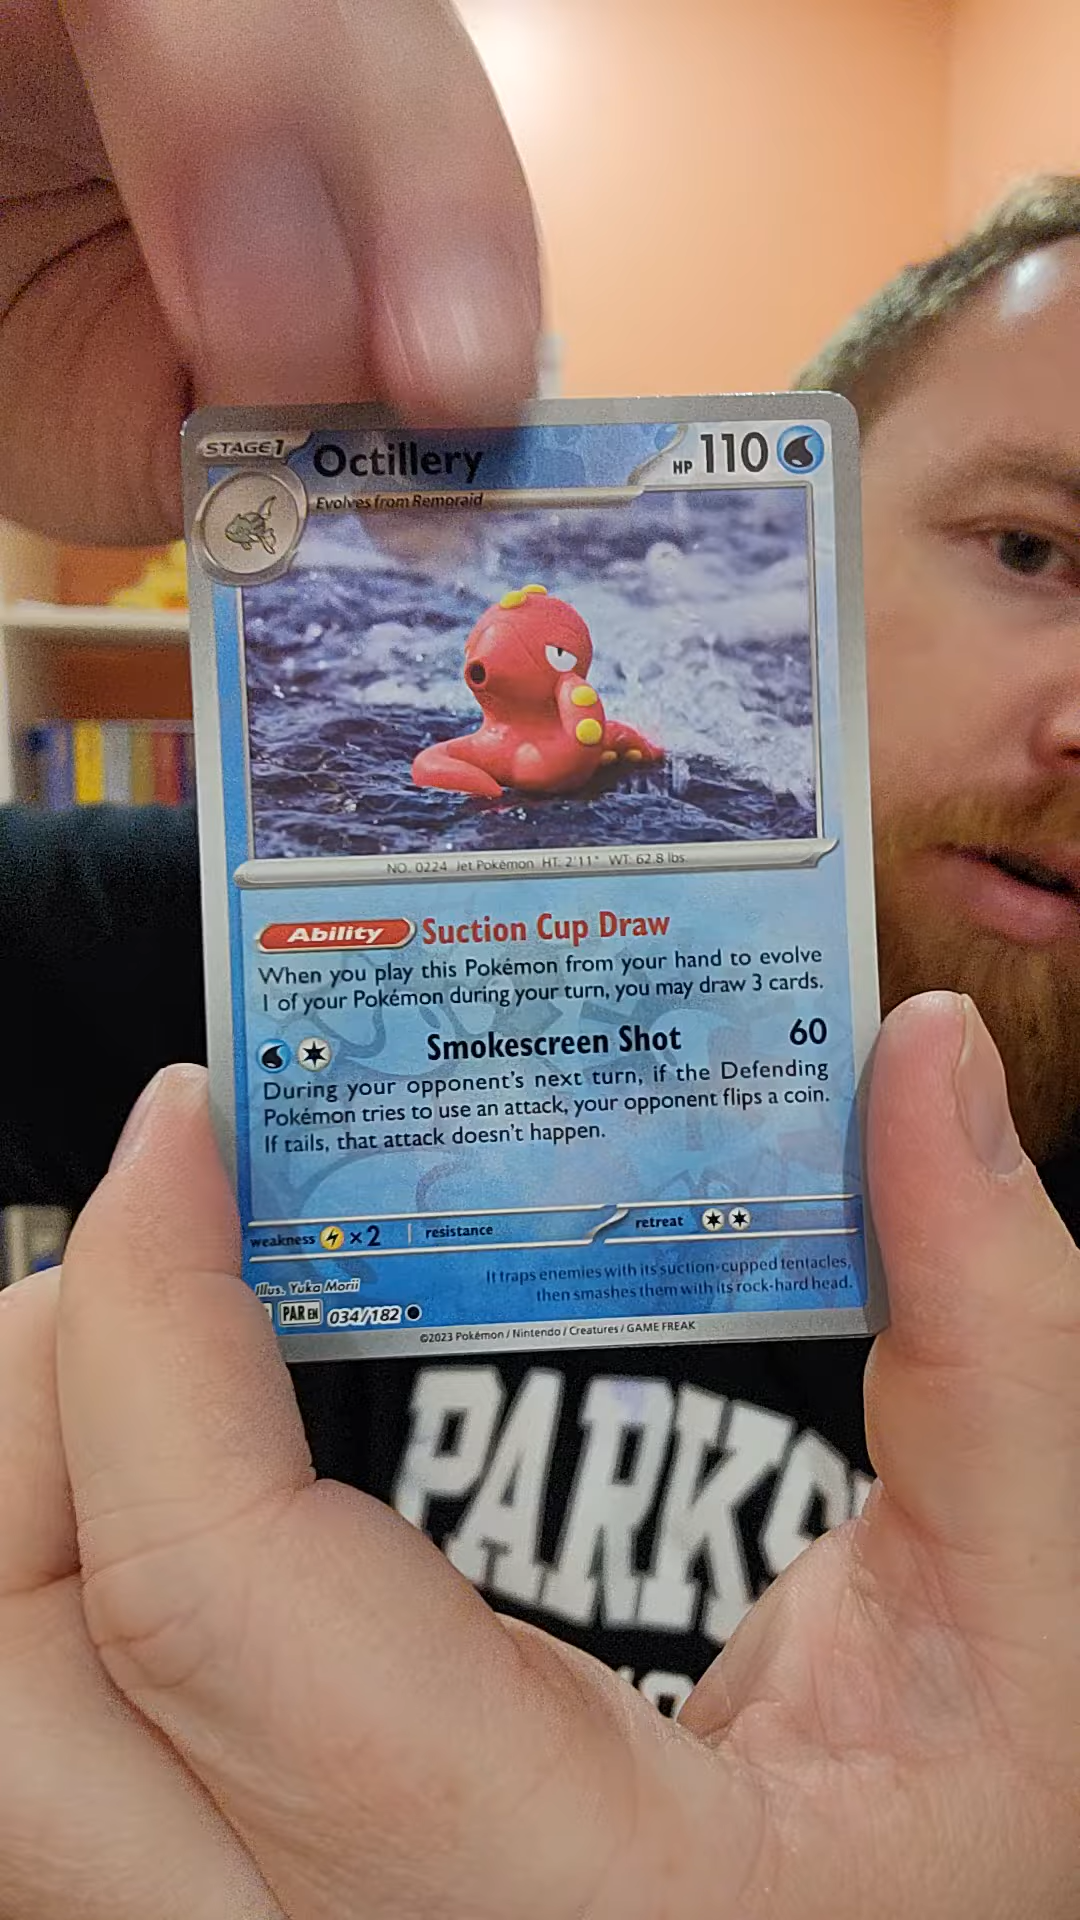 STAGE1 Octillery HP 110
Evolves from Remoraid
NO. 0224 Jet Pokémon HT: 2'11" WT: 62.8 lbs.
Ability Suction Cup Draw
When you play this Pokémon from your hand to evolve
1 of your Pokémon during your turn, you may draw 3 cards.
Smokescreen Shot 60
During your opponent's next turn, if the Defending
Pokémon tries to use an attack, your opponent flips a coin.
If tails, that attack doesn't happen.
weakness ×2 resistance retreat
It traps enemies with its suction-cupped tentacles,
then smashes them with its rock-hard head.
Illus. Yuka Morii
PAR EN 034/182
©2023 Pokémon / Nintendo / Creatures / GAME FREAK
PARKS